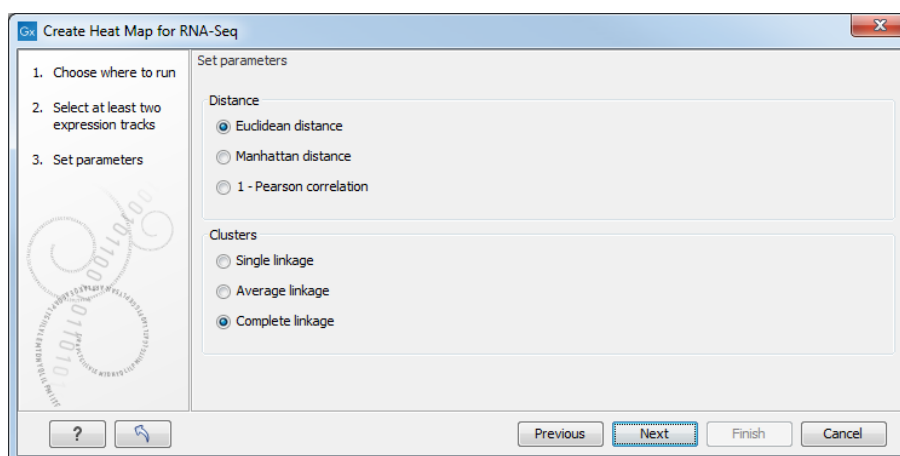 Gx Create Heat Map for RNA-Seq
1. Choose where to run
2. Select at least two
expression tracks
3. Set parameters
Set parameters
Distance
Euclidean distance
Manhattan distance
1 - Pearson correlation
Clusters
Single linkage
Average linkage
Complete linkage
? Previous Next Finish Cancel